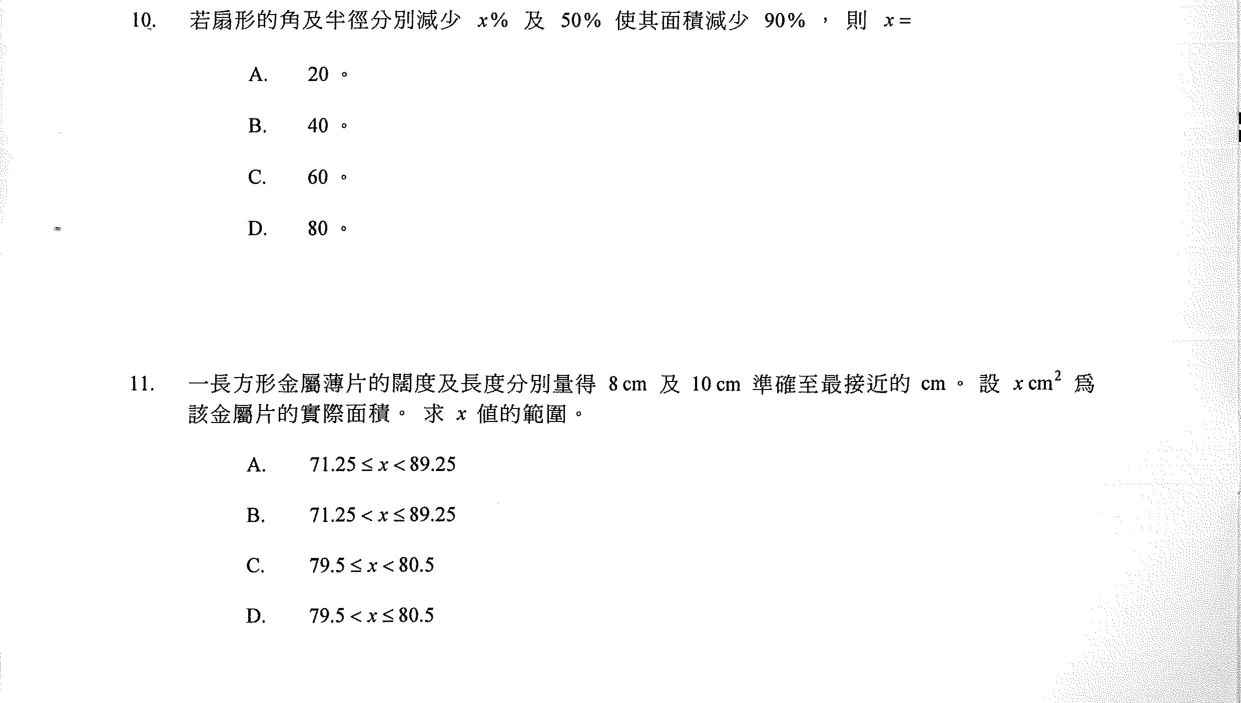 10. 若扇形的角及半徑分別減少 x% 及 50% 使其面積減少 90% ，則 x =
A. 20 。
B. 40 。
C. 60 。
D. 80 。
11. 一長方形金屬薄片的闊度及長度分別量得 8 cm 及 10 cm 準確至最接近的 cm 。設 x cm² 為
該金屬片的實際面積。求 x 值的範圍。
A. 71.25 ≤ x < 89.25
B. 71.25 < x ≤ 89.25
C. 79.5 ≤ x < 80.5
D. 79.5 < x ≤ 80.5